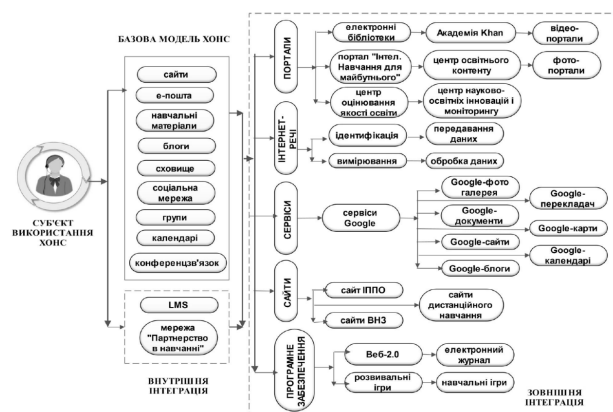 БАЗОВА МОДЕЛЬ ХОНС
сайти
е-пошта
навчальні
матеріали
блоги
сховище
соціальна
мережа
групи
календарі
конференцзв'язок
СУБ'ЄКТ
ВИКОРИСТАННЯ
ХОНС
LMS
мережа
"Партнерство
в навчанні"
ВНУТРІШНЯ
ІНТЕГРАЦІЯ
ПОРТАЛИ
електронні
бібліотеки
Академія Khan
відео-
портали
портал "Інтел.
Навчання для
майбутнього"
центр освітнього
контенту
фото-
портали
центр
оцінювання
якості освіти
центр науково-
освітніх інновацій і
моніторингу
ІНТЕРНЕТ-
РЕЧІ
ідентифікація
передавання
даних
вимірювання
обробка даних
СЕРВІСИ
сервіси
Google
Google-фото
галерея
Google-
перекладач
Google-
документи
Google-карти
Google-сайти
Google-
календарі
Google-блоги
САЙТИ
сайт ІППО
сайти ВНЗ
сайти
дистанційного
навчання
ПРОГРАМНЕ
ЗАБЕЗПЕЧЕННЯ
Веб-2.0
електронний
журнал
розвивальні
ігри
навчальні ігри
ЗОВНІШНЯ
ІНТЕГРАЦІЯ